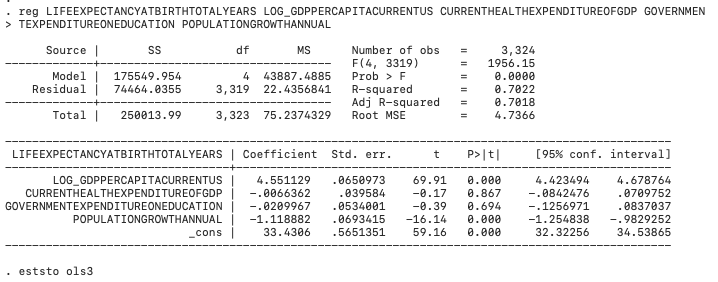 . reg LIFEEXPECTANCYATBIRTHTOTALYEARS LOG_GDPPERCAPITACURRENTUS CURRENTHEALTHEXPENDITUREOFGDP GOVERNMEN
> TEXPENDITUREONEDUCATION POPULATIONGROWTHANNUAL
Source | SS df MS Number of obs = 3,324
F(4, 3319) = 1956.15
Model | 175549.954 4 43887.4885 Prob > F = 0.0000
Residual | 74464.0355 3,319 22.4356841 R-squared = 0.7022
Adj R-squared = 0.7018
Total | 250013.99 3,323 75.2374329 Root MSE = 4.7366
LIFEEXPECTANCYATBIRTHTOTALYEARS | Coefficient Std. err. t P>|t| [95% conf. interval]
LOG_GDPPERCAPITACURRENTUS | 4.551129 .0650973 69.91 0.000 4.423494 4.678764
CURRENTHEALTHEXPENDITUREOFGDP | -.0066362 .039584 -0.17 0.867 -.0842476 .0709752
GOVERNMENTEXPENDITUREONEDUCATION | -.0209967 .0534001 -0.39 0.694 -.1256971 .0837037
POPULATIONGROWTHANNUAL | -1.118882 .0693415 -16.14 0.000 -1.254838 -.9829252
_cons | 33.4306 .5651351 59.16 0.000 32.32256 34.53865
. eststo ols3